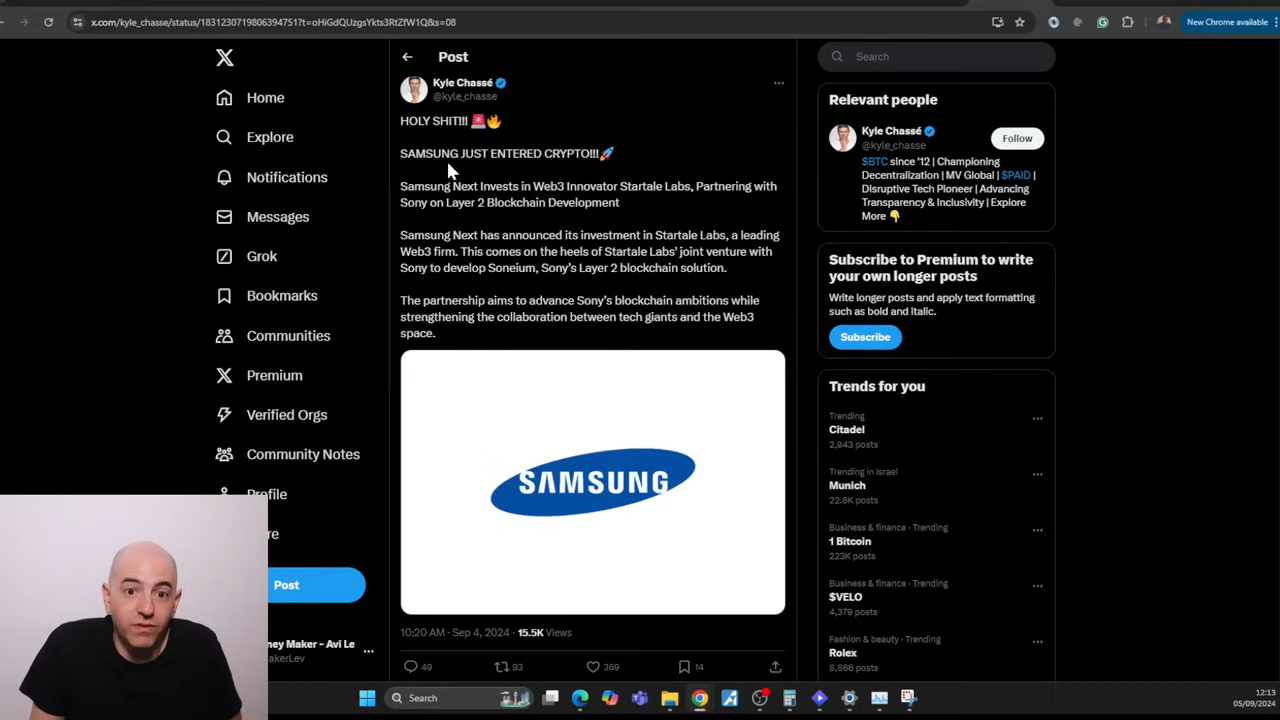 x.com/kyle_chasse/status/1831230719806394751?t=oHiGdQUzgsYkts3RtZfW1Q&s=08
New Chrome available
Home
Explore
Notifications
Messages
Grok
Bookmarks
Communities
Premium
Verified Orgs
Community Notes
Profile
re
Post
ney Maker - Avi Le
akerLev
Post
Kyle Chassé
@kyle_chasse
HOLY SHIT!!! 🚨🔥
SAMSUNG JUST ENTERED CRYPTO!!!🚀
Samsung Next Invests in Web3 Innovator Startale Labs, Partnering with
Sony on Layer 2 Blockchain Development
Samsung Next has announced its investment in Startale Labs, a leading
Web3 firm. This comes on the heels of Startale Labs' joint venture with
Sony to develop Soneium, Sony's Layer 2 blockchain solution.
The partnership aims to advance Sony's blockchain ambitions while
strengthening the collaboration between tech giants and the Web3
space.
SAMSUNG
10:20 AM · Sep 4, 2024 · 15.5K Views
49
93
369
14
Search
Relevant people
Kyle Chassé
@kyle_chasse
Follow
$BTC since '12 | Championing
Decentralization | MV Global | $PAID |
Disruptive Tech Pioneer | Advancing
Transparency & Inclusivity | Explore
More 👇
Subscribe to Premium to write
your own longer posts
Write longer posts and apply text formatting
such as bold and italic.
Subscribe
Trends for you
Trending
Citadel
2,943 posts
Trending in Israel
Munich
22.8K posts
Business & finance · Trending
1 Bitcoin
223K posts
Business & finance · Trending
$VELO
4,379 posts
Fashion & beauty · Trending
Rolex
8,866 posts
Search
12:13
05/09/2024